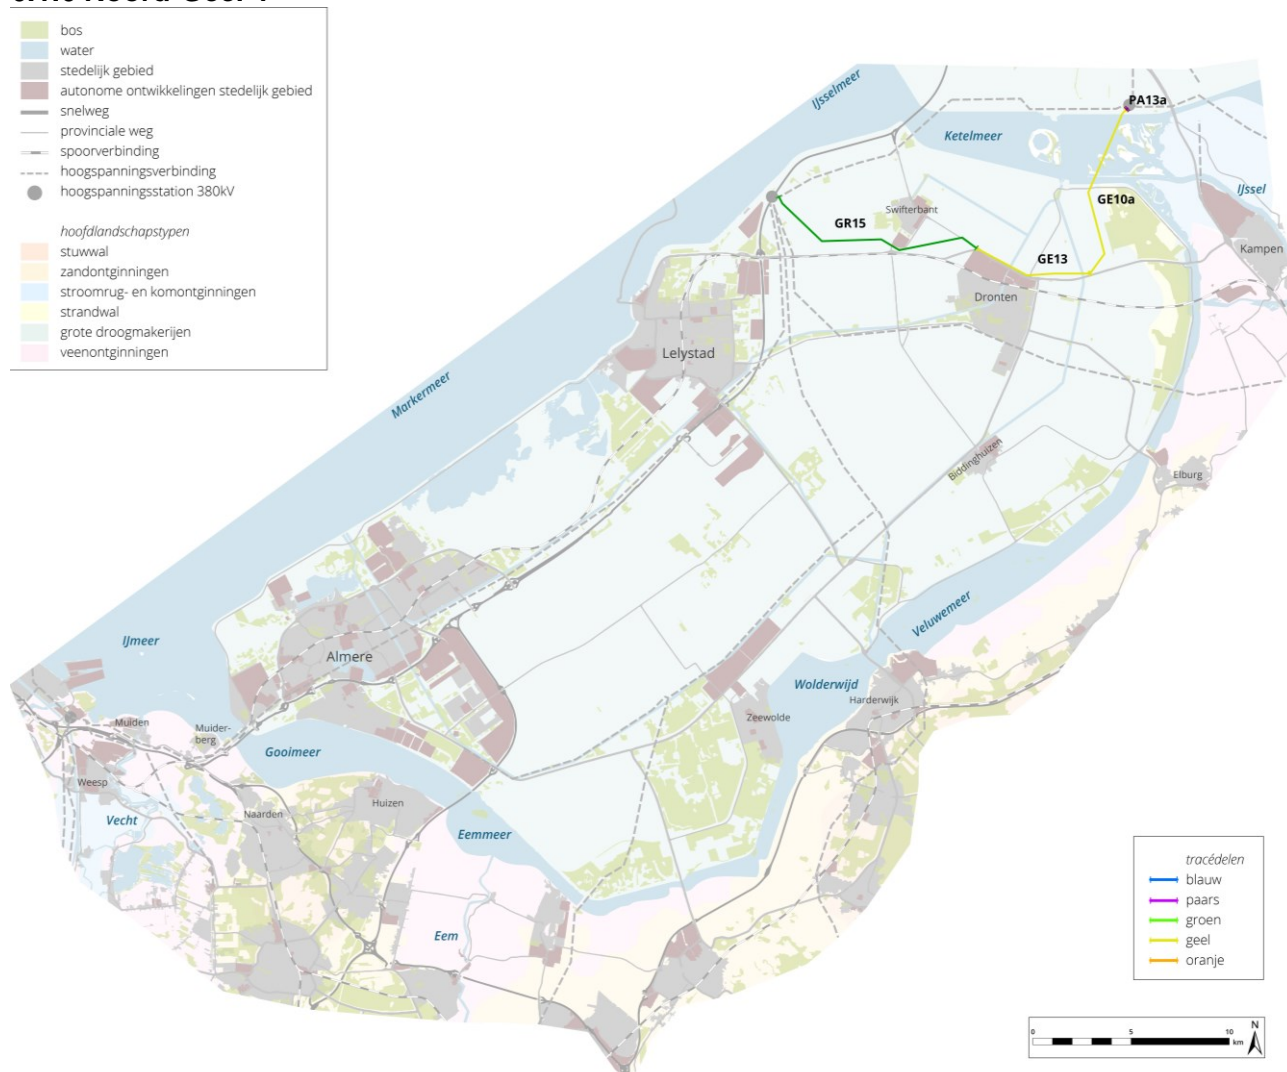 bos
water
stedelijk gebied
autonome ontwikkelingen stedelijk gebied
snelweg
provinciale weg
spoorverbinding
hoogspanningsverbinding
hoogspanningsstation 380kV
hoofdlandschapstypen
stuwwal
zandontginningen
stroomrug- en komontginningen
strandwal
grote droogmakerijen
veenontginningen
IJsselmeer
PA13a
Ketelmeer
IJssel
GE10a
Swifterbant
GR15
Kampen
GE13
Dronten
Lelystad
Markermeer
Biddinghuizen
Elburg
Veluwemeer
IJmeer
Almere
Wolderwijd
Harderwijk
Zeewolde
Muiden
Muider-
berg
Gooimeer
Weesp
Huizen
Naarden
Vecht
Eemmeer
Eem
tracédelen
blauw
paars
groen
geel
oranje
0 5 10
km
N